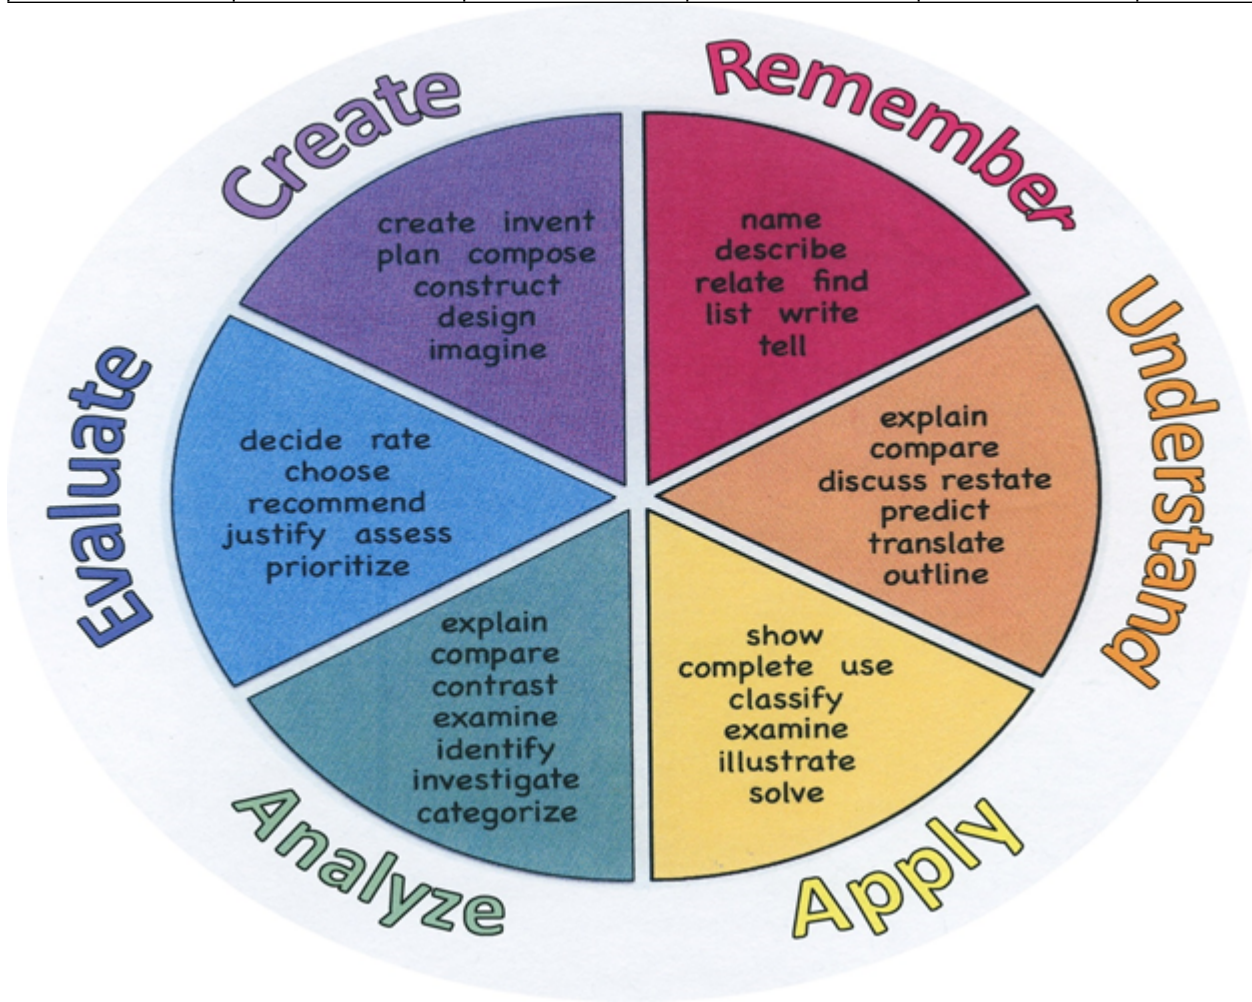 Remember
name
describe
relate find
list write
tell
Understand
explain
compare
discuss restate
predict
translate
outline
Apply
show
complete use
classify
examine
illustrate
solve
Analyze
explain
compare
contrast
examine
identify
investigate
categorize
Evaluate
decide rate
choose
recommend
justify assess
prioritize
Create
create invent
plan compose
construct
design
imagine